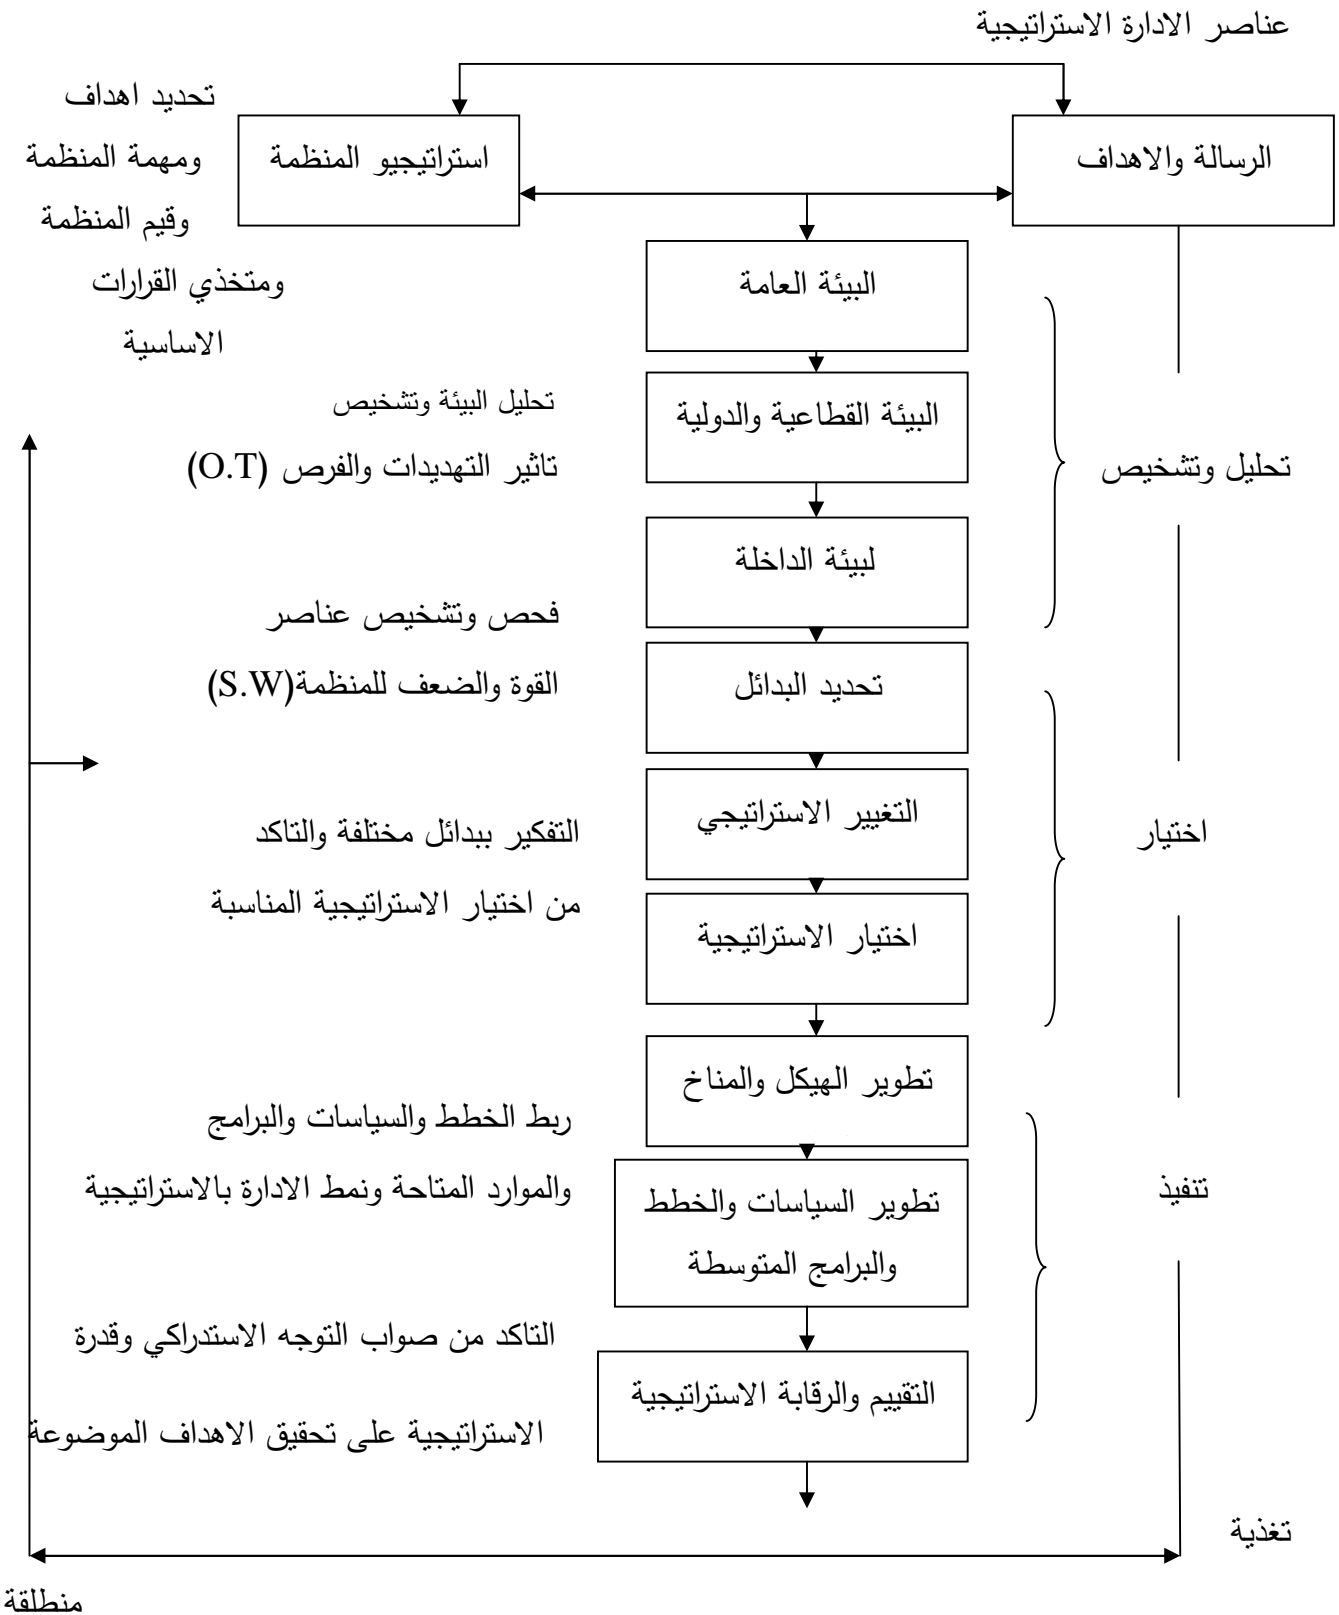 عناصر الادارة الاستراتيجية
الرسالة والاهداف
استراتيجيو المنظمة
تحديد اهداف
ومهمة المنظمة
وقيم المنظمة
ومتخذي القرارات
الاساسية
البيئة العامة
البيئة القطاعية والدولية
تحليل البيئة وتشخيص
تاثير التهديدات والفرص (O.T)
تحليل وتشخيص
لبيئة الداخلة
فحص وتشخيص عناصر
القوة والضعف للمنظمة(S.W)
تحديد البدائل
التغيير الاستراتيجي
اختيار
التفكير ببدائل مختلفة والتاكد
من اختيار الاستراتيجية المناسبة
اختيار الاستراتيجية
تطوير الهيكل والمناخ
ربط الخطط والسياسات والبرامج
والموارد المتاحة ونمط الادارة بالاستراتيجية
تنفيذ
تطوير السياسات والخطط
والبرامج المتوسطة
التاكد من صواب التوجه الاستدراكي وقدرة
الاستراتيجية على تحقيق الاهداف الموضوعة
التقييم والرقابة الاستراتيجية
تغذية
منطلقة